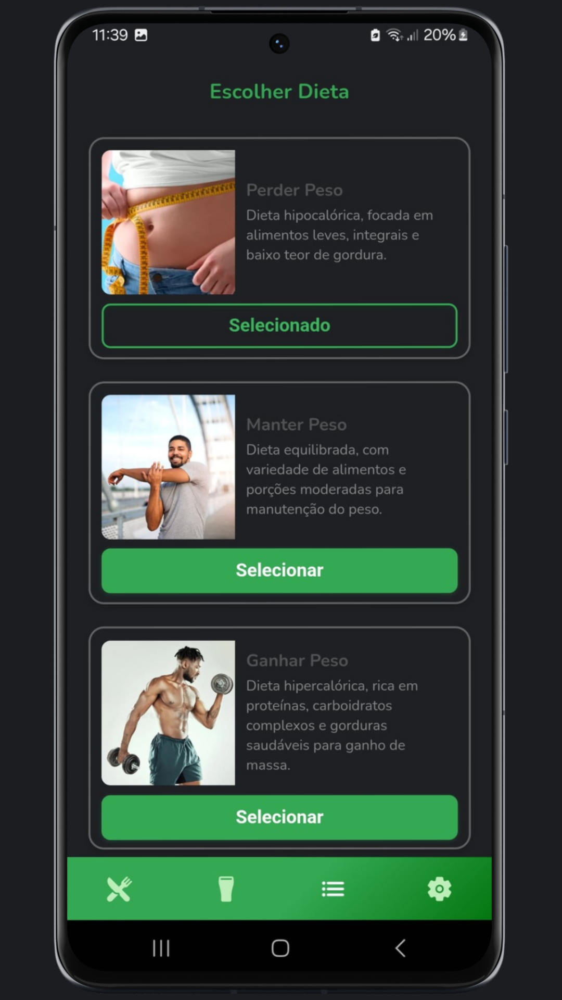 11:39
20%
Escolher Dieta
Perder Peso
Dieta hipocalórica, focada em
alimentos leves, integrais e
baixo teor de gordura.
Selecionado
Manter Peso
Dieta equilibrada, com
variedade de alimentos e
porções moderadas para
manutenção do peso.
Selecionar
Ganhar Peso
Dieta hipercalórica, rica em
proteínas, carboidratos
complexos e gorduras
saudáveis para ganho de
massa.
Selecionar